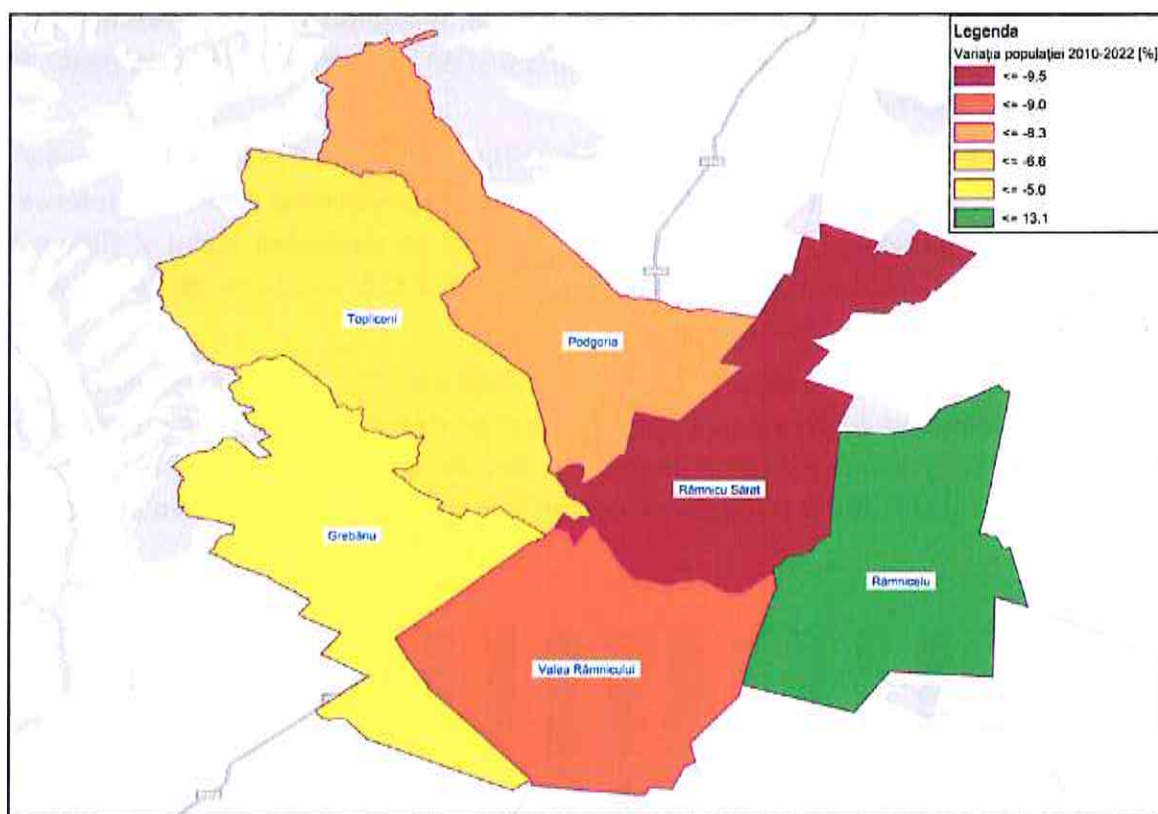 Legenda
Variația populației 2010-2022 [%]
<= -9.5
<= -9.0
<= -8.3
<= -6.6
<= -5.0
<= 13.1
Topliceni
Podgoria
Râmnicu Sărat
Grebănu
Râmnicelu
Valea Râmnicului